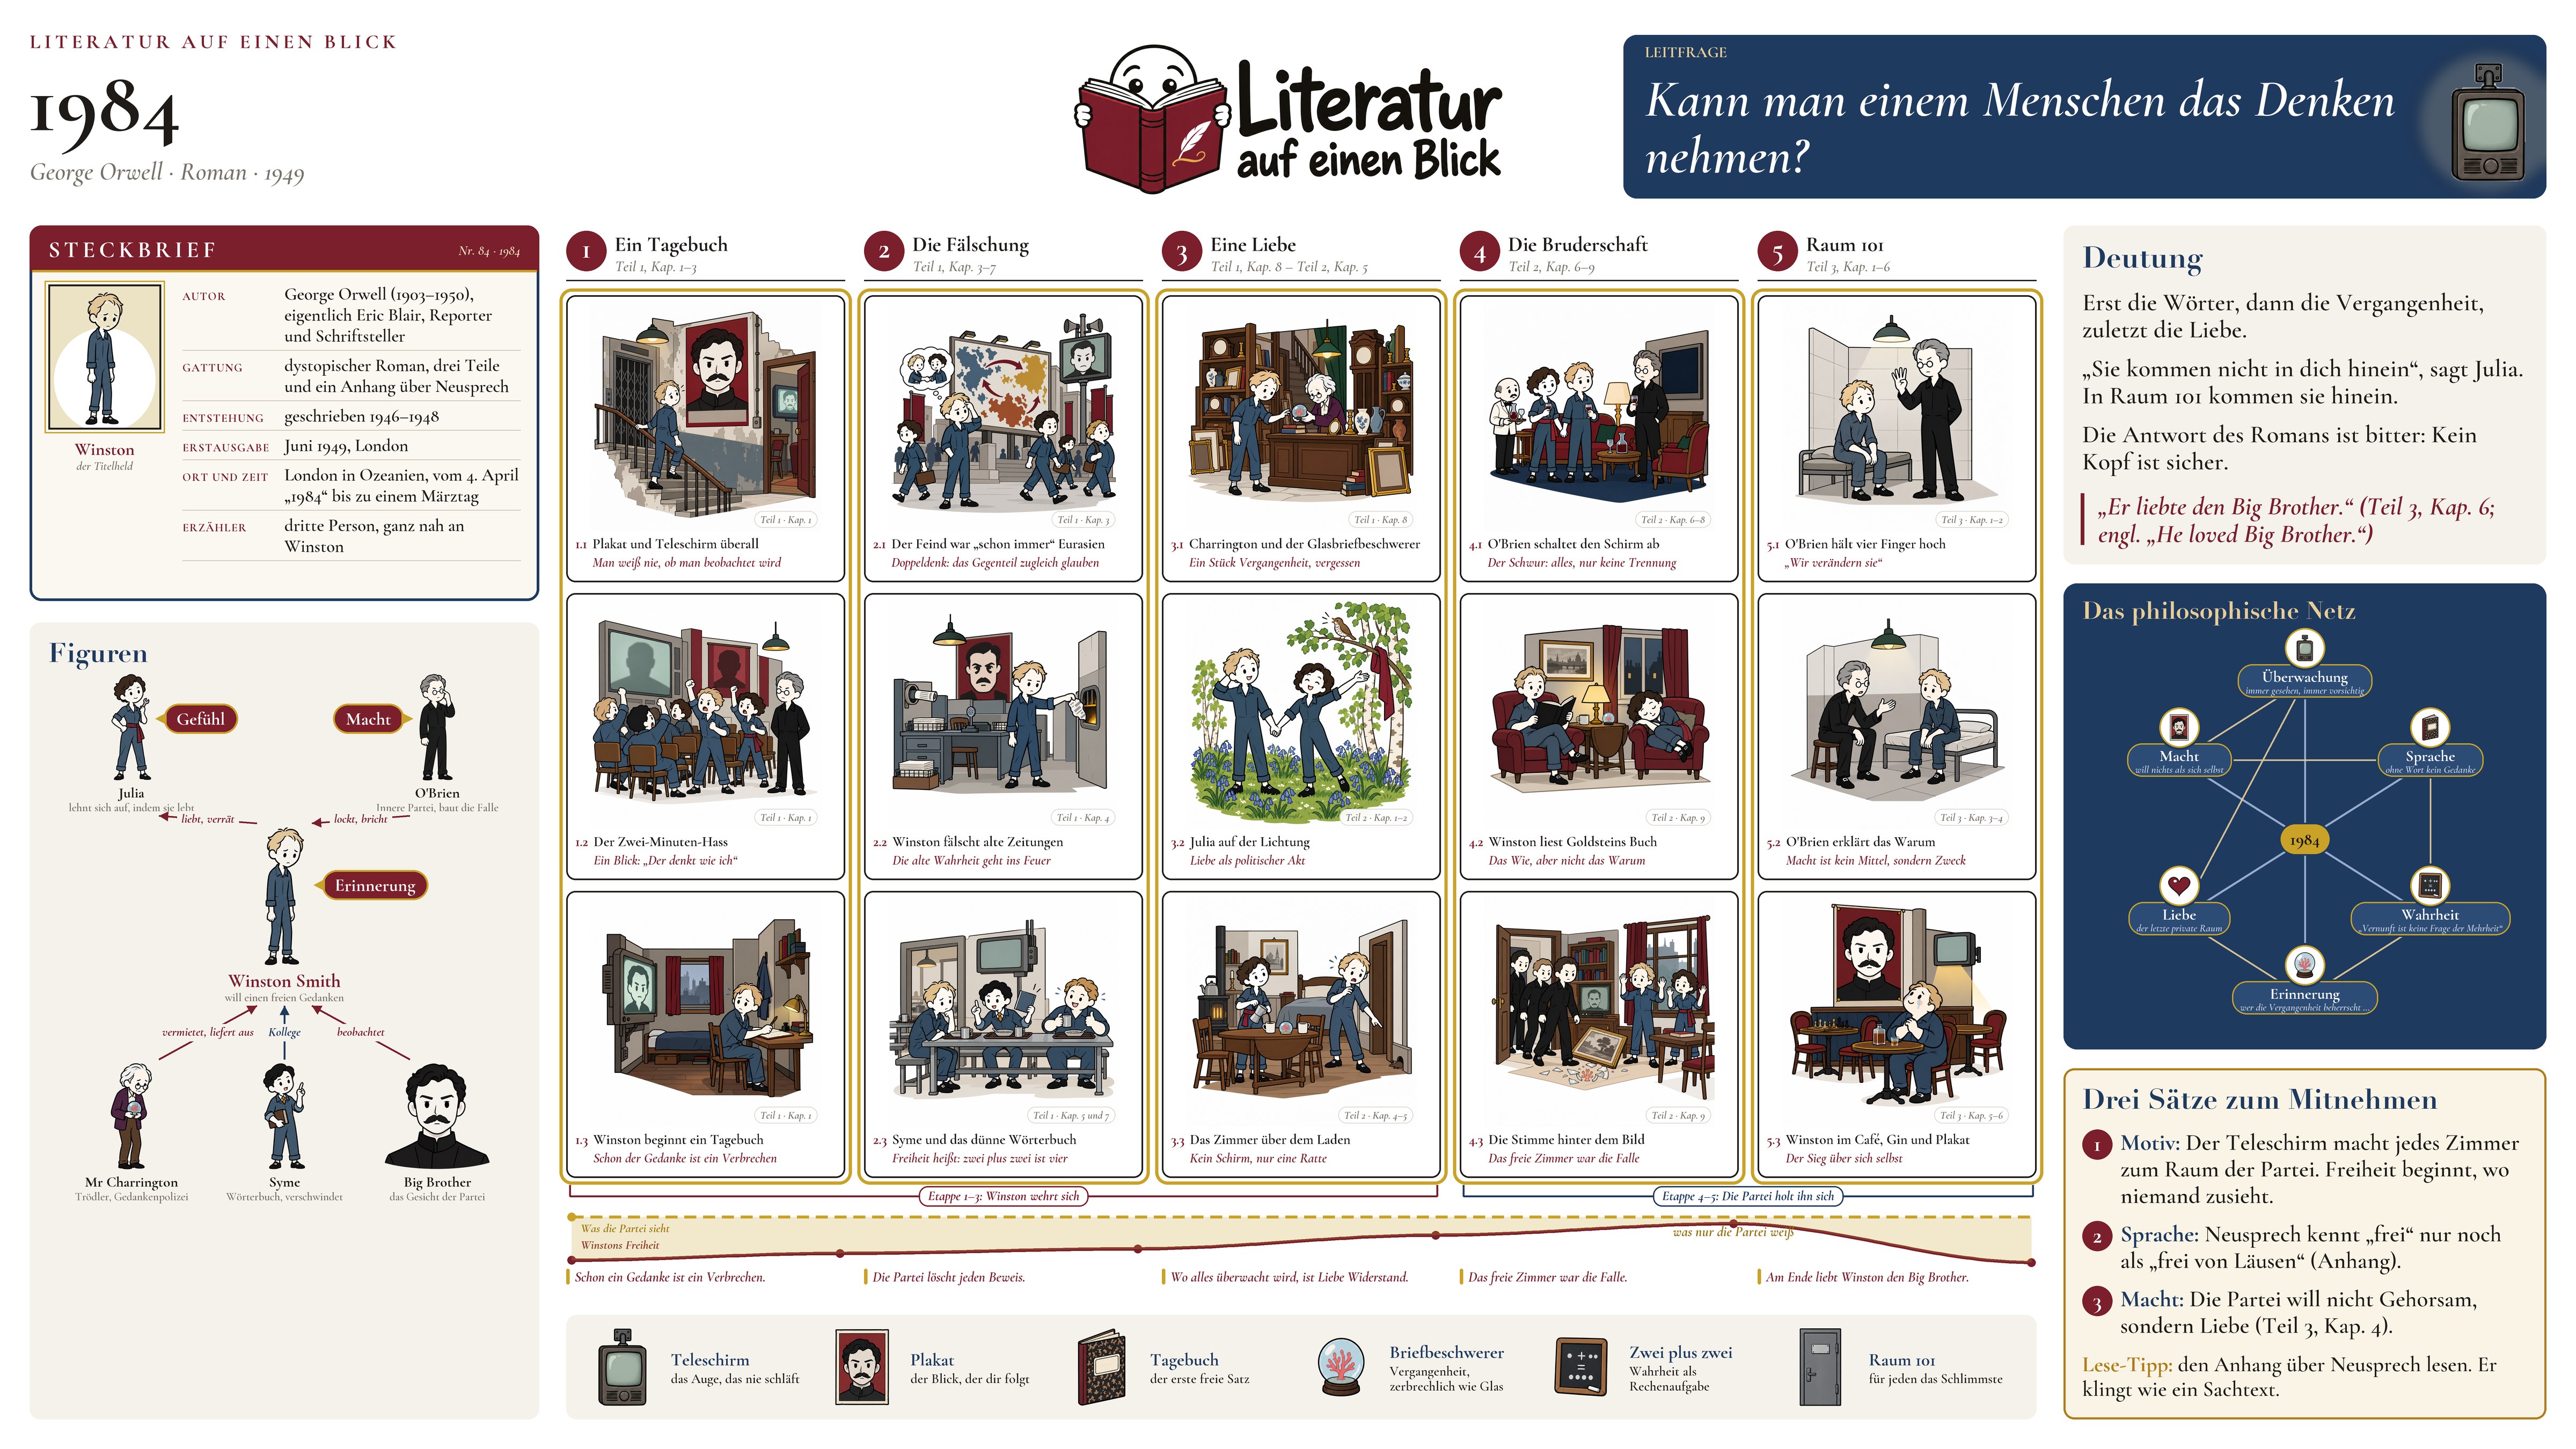 LITERATUR AUF EINEN BLICK
1984
George Orwell · Roman · 1949
Literatur
auf einen Blick
LEITFRAGE
Kann man einem Menschen das Denken
nehmen?
STECKBRIEF
Nr. 84 · 1984
Winston
der Titelheld
AUTOR
George Orwell (1903–1950),
eigentlich Eric Blair, Reporter
und Schriftsteller
GATTUNG
dystopischer Roman, drei Teile
und ein Anhang über Neusprech
ENTSTEHUNG
geschrieben 1946–1948
ERSTAUSGABE
Juni 1949, London
ORT UND ZEIT
London in Ozeanien, vom 4. April
„1984“ bis zu einem Märztag
ERZÄHLER
dritte Person, ganz nah an
Winston
Figuren
Gefühl
Macht
Julia
lehnt sich auf, indem sie lebt
O'Brien
Innere Partei, baut die Falle
liebt, verrät
lockt, bricht
Erinnerung
Winston Smith
will einen freien Gedanken
vermietet, liefert aus
Kollege
beobachtet
Mr Charrington
Trödler, Gedankenpolizei
Syme
Wörterbuch, verschwindet
Big Brother
das Gesicht der Partei
1 Ein Tagebuch
Teil 1, Kap. 1–3
2 Die Fälschung
Teil 1, Kap. 3–7
3 Eine Liebe
Teil 1, Kap. 8 – Teil 2, Kap. 5
4 Die Bruderschaft
Teil 2, Kap. 6–9
5 Raum 101
Teil 3, Kap. 1–6
Teil 1 · Kap. 1
1.1 Plakat und Teleschirm überall
Man weiß nie, ob man beobachtet wird
Teil 1 · Kap. 3
2.1 Der Feind war „schon immer“ Eurasien
Doppeldenk: das Gegenteil zugleich glauben
Teil 1 · Kap. 8
3.1 Charrington und der Glasbriefbeschwerer
Ein Stück Vergangenheit, vergessen
Teil 2 · Kap. 6–8
4.1 O'Brien schaltet den Schirm ab
Der Schwur: alles, nur keine Trennung
Teil 3 · Kap. 1–2
5.1 O'Brien hält vier Finger hoch
„Wir verändern sie“
Teil 1 · Kap. 1
1.2 Der Zwei-Minuten-Hass
Ein Blick: „Der denkt wie ich“
Teil 1 · Kap. 4
2.2 Winston fälscht alte Zeitungen
Die alte Wahrheit geht ins Feuer
Teil 2 · Kap. 1–2
3.2 Julia auf der Lichtung
Liebe als politischer Akt
Teil 2 · Kap. 9
4.2 Winston liest Goldsteins Buch
Das Wie, aber nicht das Warum
Teil 3 · Kap. 3–4
5.2 O'Brien erklärt das Warum
Macht ist kein Mittel, sondern Zweck
Teil 1 · Kap. 1
1.3 Winston beginnt ein Tagebuch
Schon der Gedanke ist ein Verbrechen
Teil 1 · Kap. 5 und 7
2.3 Syme und das dünne Wörterbuch
Freiheit heißt: zwei plus zwei ist vier
Teil 2 · Kap. 4–5
3.3 Das Zimmer über dem Laden
Kein Schirm, nur eine Ratte
Teil 2 · Kap. 9
4.3 Die Stimme hinter dem Bild
Das freie Zimmer war die Falle
Teil 3 · Kap. 5–6
5.3 Winston im Café, Gin und Plakat
Der Sieg über sich selbst
Etappe 1–3: Winston wehrt sich
Etappe 4–5: Die Partei holt ihn sich
Was die Partei sieht
Winstons Freiheit
was nur die Partei weiß
Schon ein Gedanke ist ein Verbrechen.
Die Partei löscht jeden Beweis.
Wo alles überwacht wird, ist Liebe Widerstand.
Das freie Zimmer war die Falle.
Am Ende liebt Winston den Big Brother.
Teleschirm
das Auge, das nie schläft
Plakat
der Blick, der dir folgt
Tagebuch
der erste freie Satz
Briefbeschwerer
Vergangenheit,
zerbrechlich wie Glas
Zwei plus zwei
Wahrheit als
Rechenaufgabe
Raum 101
für jeden das Schlimmste
Deutung
Erst die Wörter, dann die Vergangenheit,
zuletzt die Liebe.
„Sie kommen nicht in dich hinein“, sagt Julia.
In Raum 101 kommen sie hinein.
Die Antwort des Romans ist bitter: Kein
Kopf ist sicher.
„Er liebte den Big Brother.“ (Teil 3, Kap. 6;
engl. „He loved Big Brother.“)
Das philosophische Netz
Überwachung
immer gesehen, immer vorsichtig
Macht
will nichts als sich selbst
Sprache
ohne Wort kein Gedanke
1984
Liebe
der letzte private Raum
Wahrheit
„Vernunft ist keine Frage der Mehrheit“
Erinnerung
wer die Vergangenheit beherrscht ...
Drei Sätze zum Mitnehmen
1 Motiv: Der Teleschirm macht jedes Zimmer
zum Raum der Partei. Freiheit beginnt, wo
niemand zusieht.
2 Sprache: Neusprech kennt „frei“ nur noch
als „frei von Läusen“ (Anhang).
3 Macht: Die Partei will nicht Gehorsam,
sondern Liebe (Teil 3, Kap. 4).
Lese-Tipp: den Anhang über Neusprech lesen. Er
klingt wie ein Sachtext.